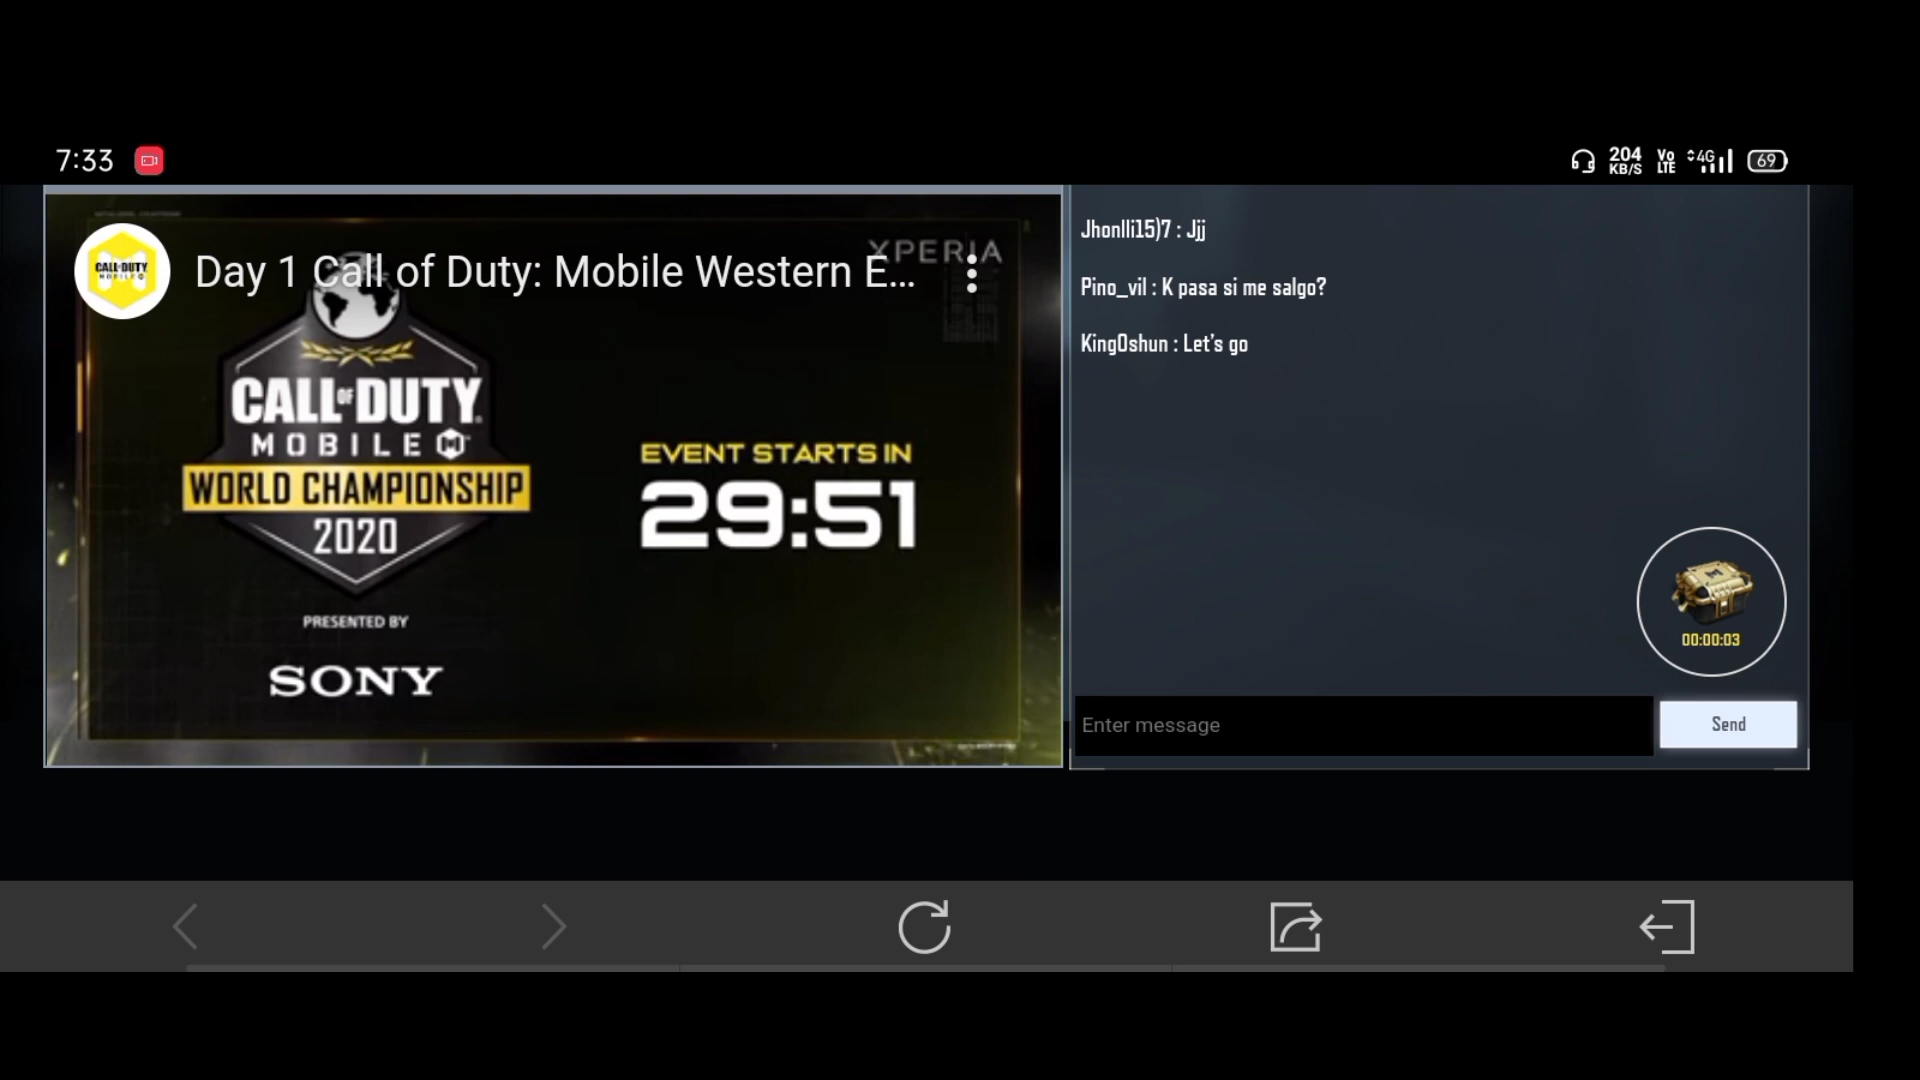 7:33
204
KB/S
Vo
LTE
4G
69
CALL OF DUTY
MOBILE
Day 1 Call of Duty: Mobile Western E...
XPERIA
CALL OF DUTY
MOBILE
WORLD CHAMPIONSHIP
2020
PRESENTED BY
SONY
EVENT STARTS IN
29:51
Jhonlli15)7 : Jjj
Pino_vil : K pasa si me salgo?
KingOshun : Let's go
00:00:03
Enter message
Send